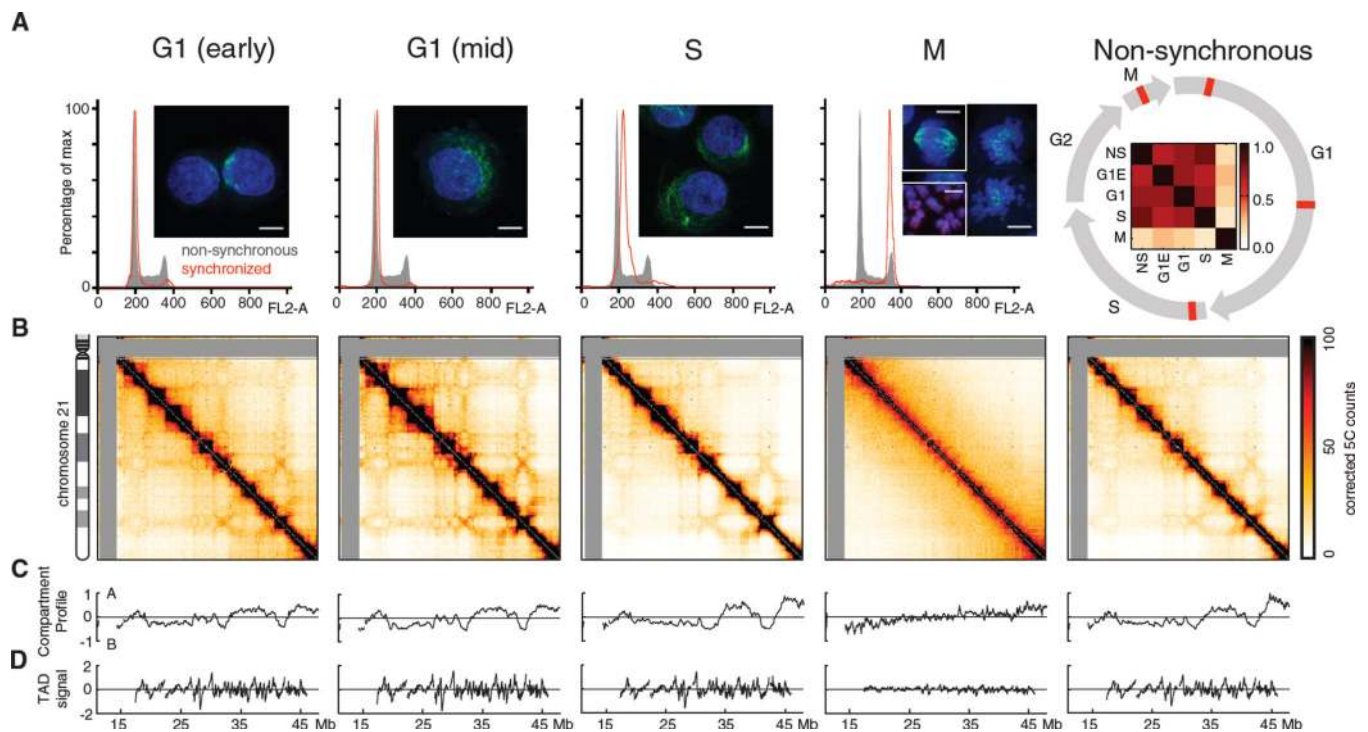 A
G1 (early)
G1 (mid)
S
M
Non-synchronous
Percentage of max
100
0
non-synchronous
synchronized
0 200 400 600 800 FL2-A
0 200 400 600 800 FL2-A
0 200 400 600 800 FL2-A
0 200 400 600 800 FL2-A
M
G2
G1
S
NS
G1E
G1
S
M
NS
G1E
G1
S
M
1.0
0.5
0.0
B
chromosome 21
100
50
0
corrected 5C counts
C
Compartment
Profile
1
0
-1
A
B
D
TAD
signal
2
0
-2
15 25 35 45 Mb
15 25 35 45 Mb
15 25 35 45 Mb
15 25 35 45 Mb
15 25 35 45 Mb